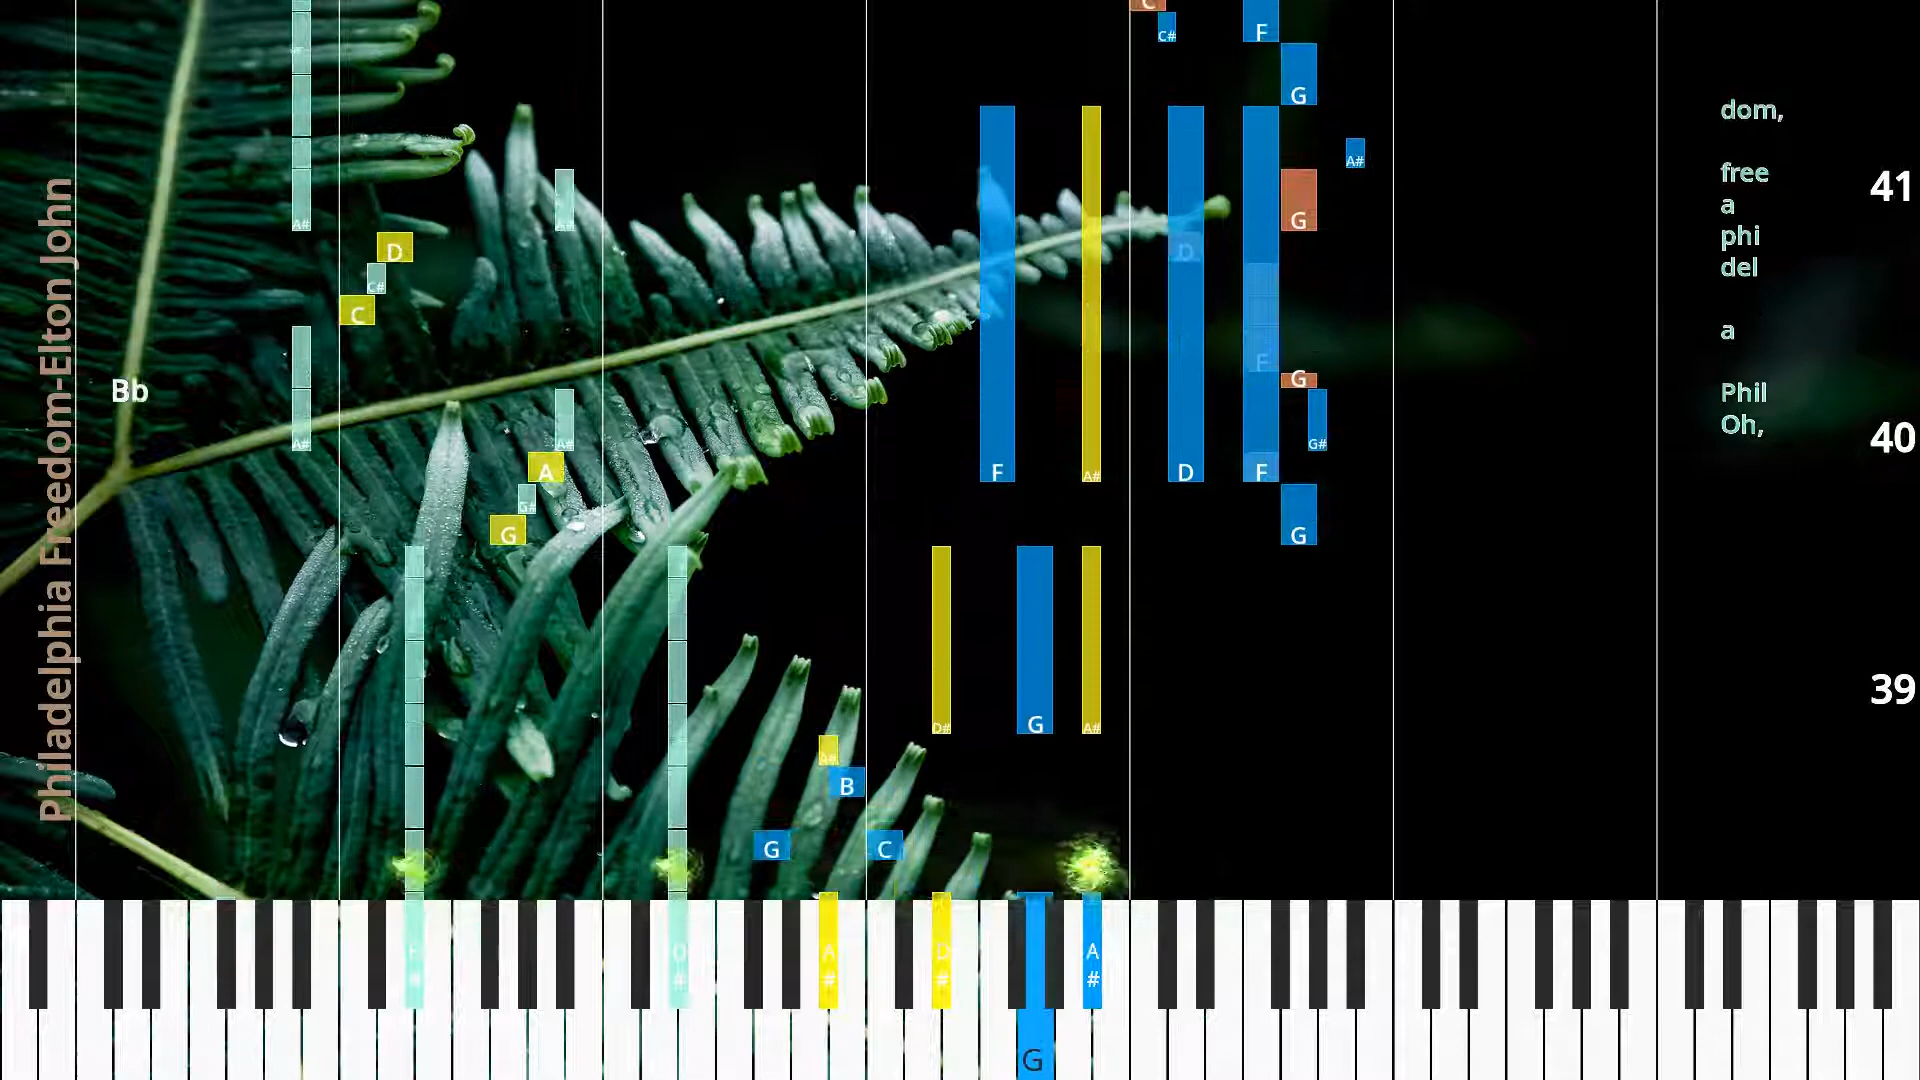 C
C#
F
G
dom,
A#
free
41
A#
A#
G
a
D
D
phi
C#
del
C
a
F
G
Bb
Phil
A#
A#
G#
Oh,
40
A
F
A#
D
F
G#
G
G
Philadelphia Freedom-Elton John
39
D#
G
A#
B
G
C
D
#
A
#
D
#
A
#
G